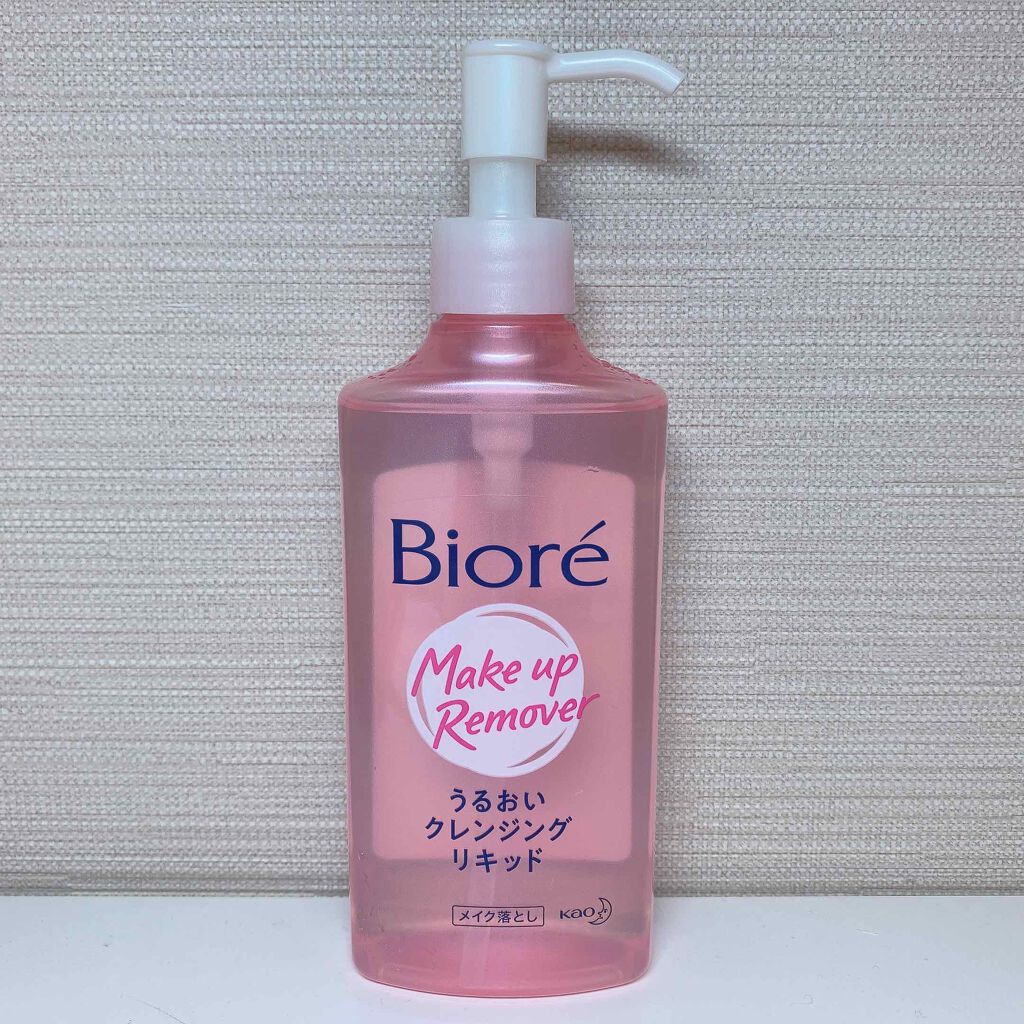 Bioré
Make up
Remover
うるおい
クレンジング
リキッド
メイク落とし
Kao